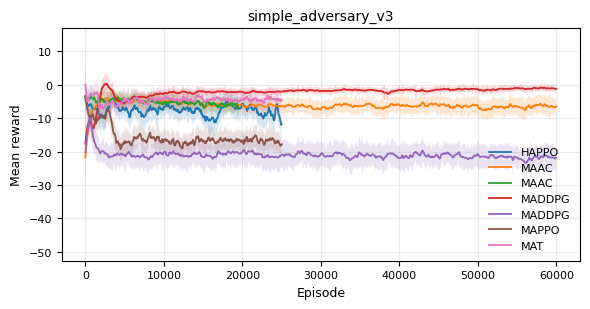 simple_adversary_v3
Mean reward
10
0
−10
−20
−30
−40
−50
0 10000 20000 30000 40000 50000 60000
Episode
HAPPO
MAAC
MAAC
MADDPG
MADDPG
MAPPO
MAT